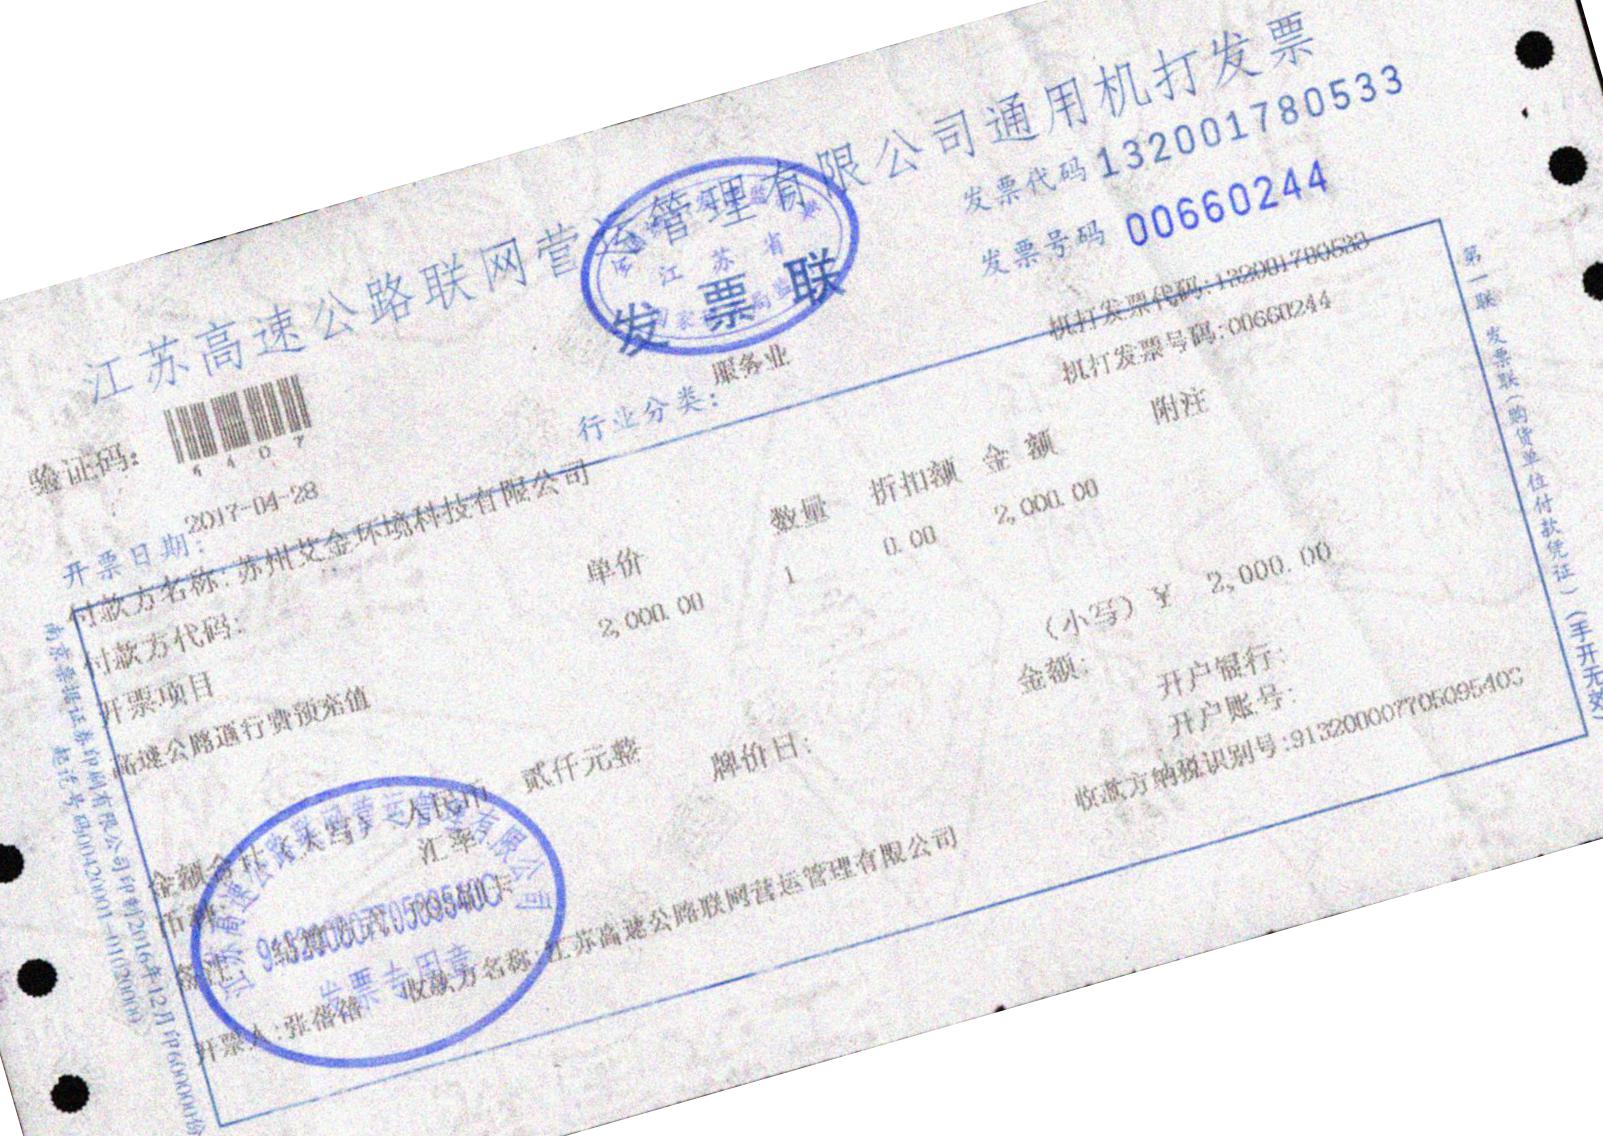 江苏高速公路联网营运管理有限公司通用机打发票
发票代码 132001780533
发票号码 00660244
江苏省
发票联
验证码:
4407
服务业
行业分类:
机打发票代码:132001780533
机打发票号码:00660244
2017-04-28
开票日期:
附注
付款方名称:苏州艾金环境科技有限公司
付款方代码:
开票项目 单价 数量 折扣额 金额
高速公路通行费预充值 2,000.00 1 0.00 2,000.00
金额合计(大写) 人民币 贰仟元整 (小写)¥ 2,000.00
币种: 汇率 牌价日: 金额:
备注:
开户银行:
开户账号:
开票人:张蓓蓓 收款方名称:江苏高速公路联网营运管理有限公司 收款方纳税识别号:91320000770509540C
江苏高速公路联网营运管理有限公司
91320000770509540C
发票专用章
第一联 发票联(购货单位付款凭证)(手开无效)
南京票据证券印刷有限公司印制2016年12月印60000份
起讫号码00420001-01020000